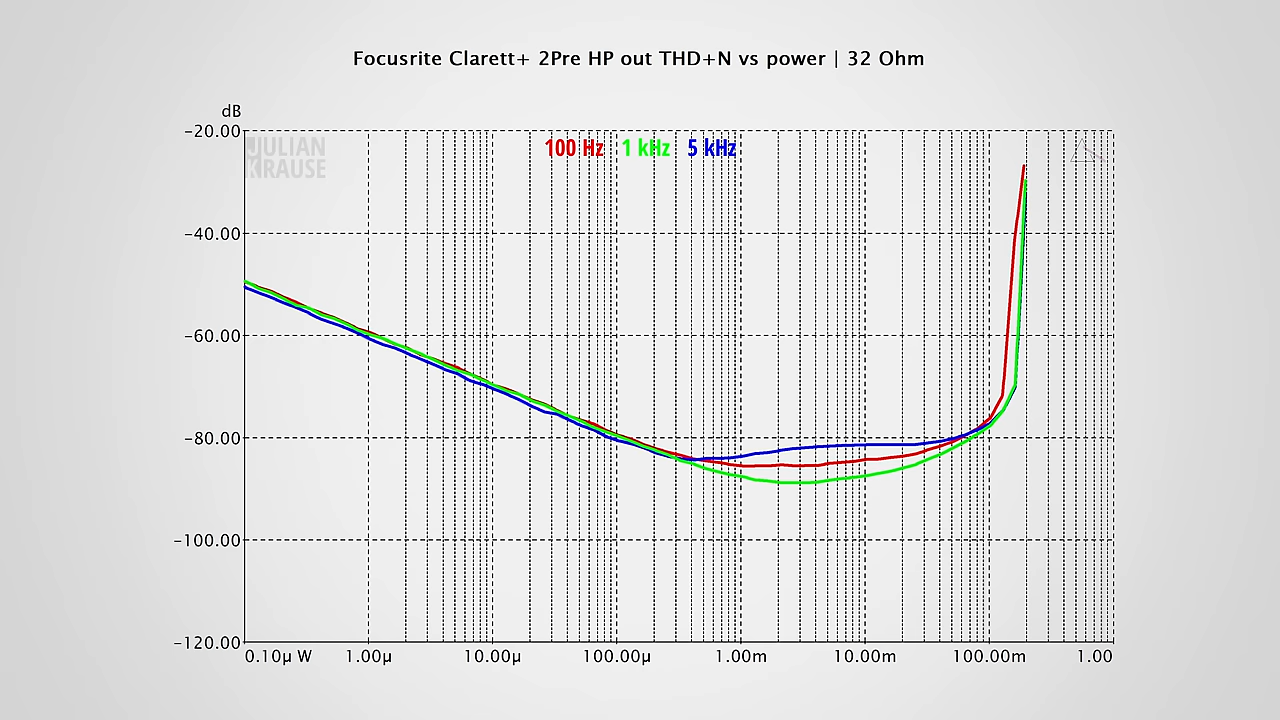 Focusrite Clarett+ 2Pre HP out THD+N vs power | 32 Ohm
dB
-20.00
JULIAN
KRAUSE
100 Hz 1 kHz 5 kHz
-40.00
-60.00
-80.00
-100.00
-120.00
0.10µ W 1.00µ 10.00µ 100.00µ 1.00m 10.00m 100.00m 1.00